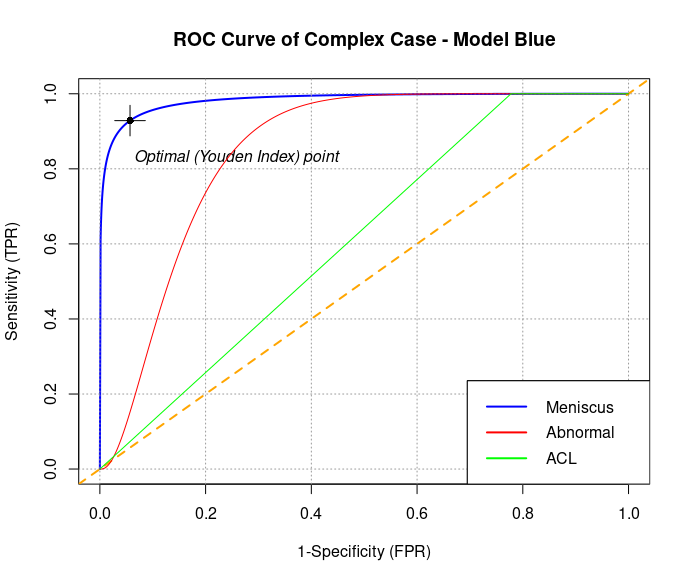 ROC Curve of Complex Case - Model Blue
Sensitivity (TPR)
1.0
0.8
0.6
0.4
0.2
0.0
Optimal (Youden Index) point
Meniscus
Abnormal
ACL
0.0 0.2 0.4 0.6 0.8 1.0
1-Specificity (FPR)